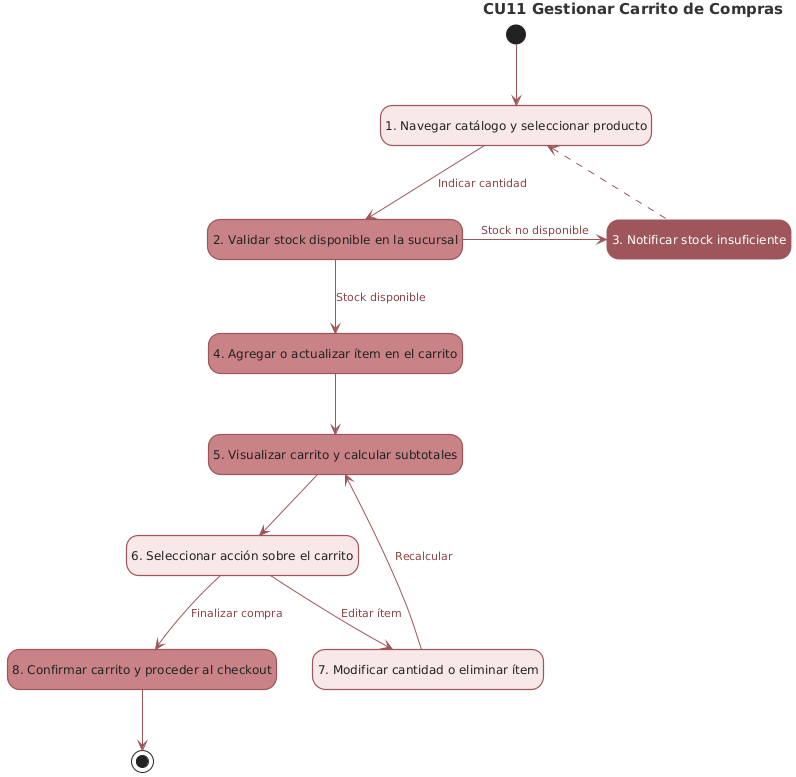 CU11 Gestionar Carrito de Compras
1. Navegar catálogo y seleccionar producto
Indicar cantidad
2. Validar stock disponible en la sucursal
Stock no disponible
3. Notificar stock insuficiente
Stock disponible
4. Agregar o actualizar ítem en el carrito
5. Visualizar carrito y calcular subtotales
6. Seleccionar acción sobre el carrito
Recalcular
Finalizar compra
Editar ítem
8. Confirmar carrito y proceder al checkout
7. Modificar cantidad o eliminar ítem